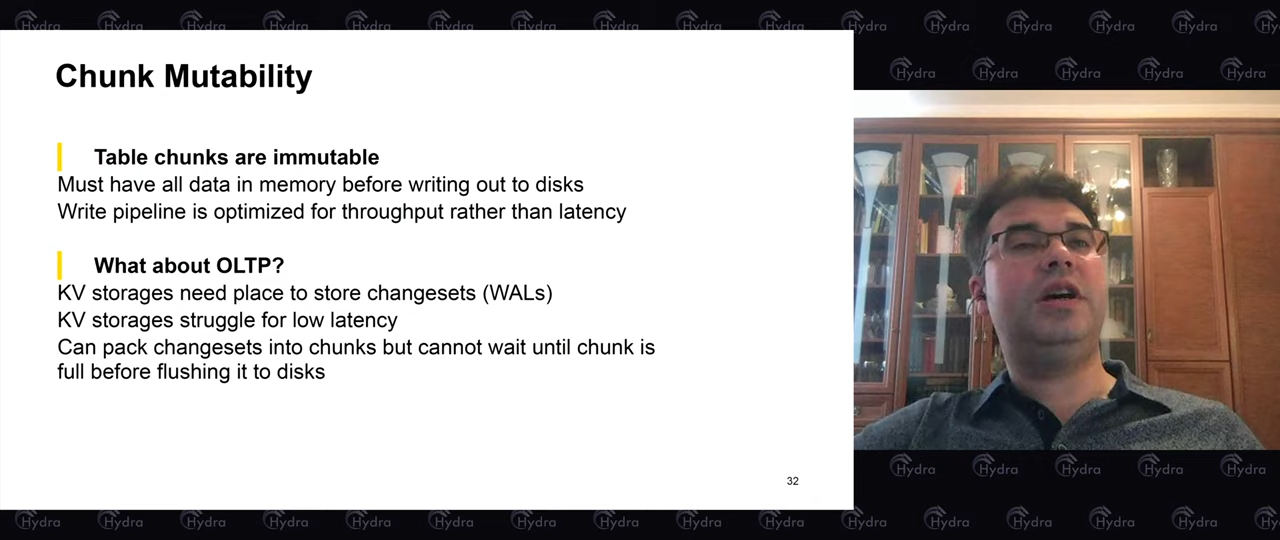 Chunk Mutability
Table chunks are immutable
Must have all data in memory before writing out to disks
Write pipeline is optimized for throughput rather than latency
What about OLTP?
KV storages need place to store changesets (WALs)
KV storages struggle for low latency
Can pack changesets into chunks but cannot wait until chunk is
full before flushing it to disks
32
Hydra